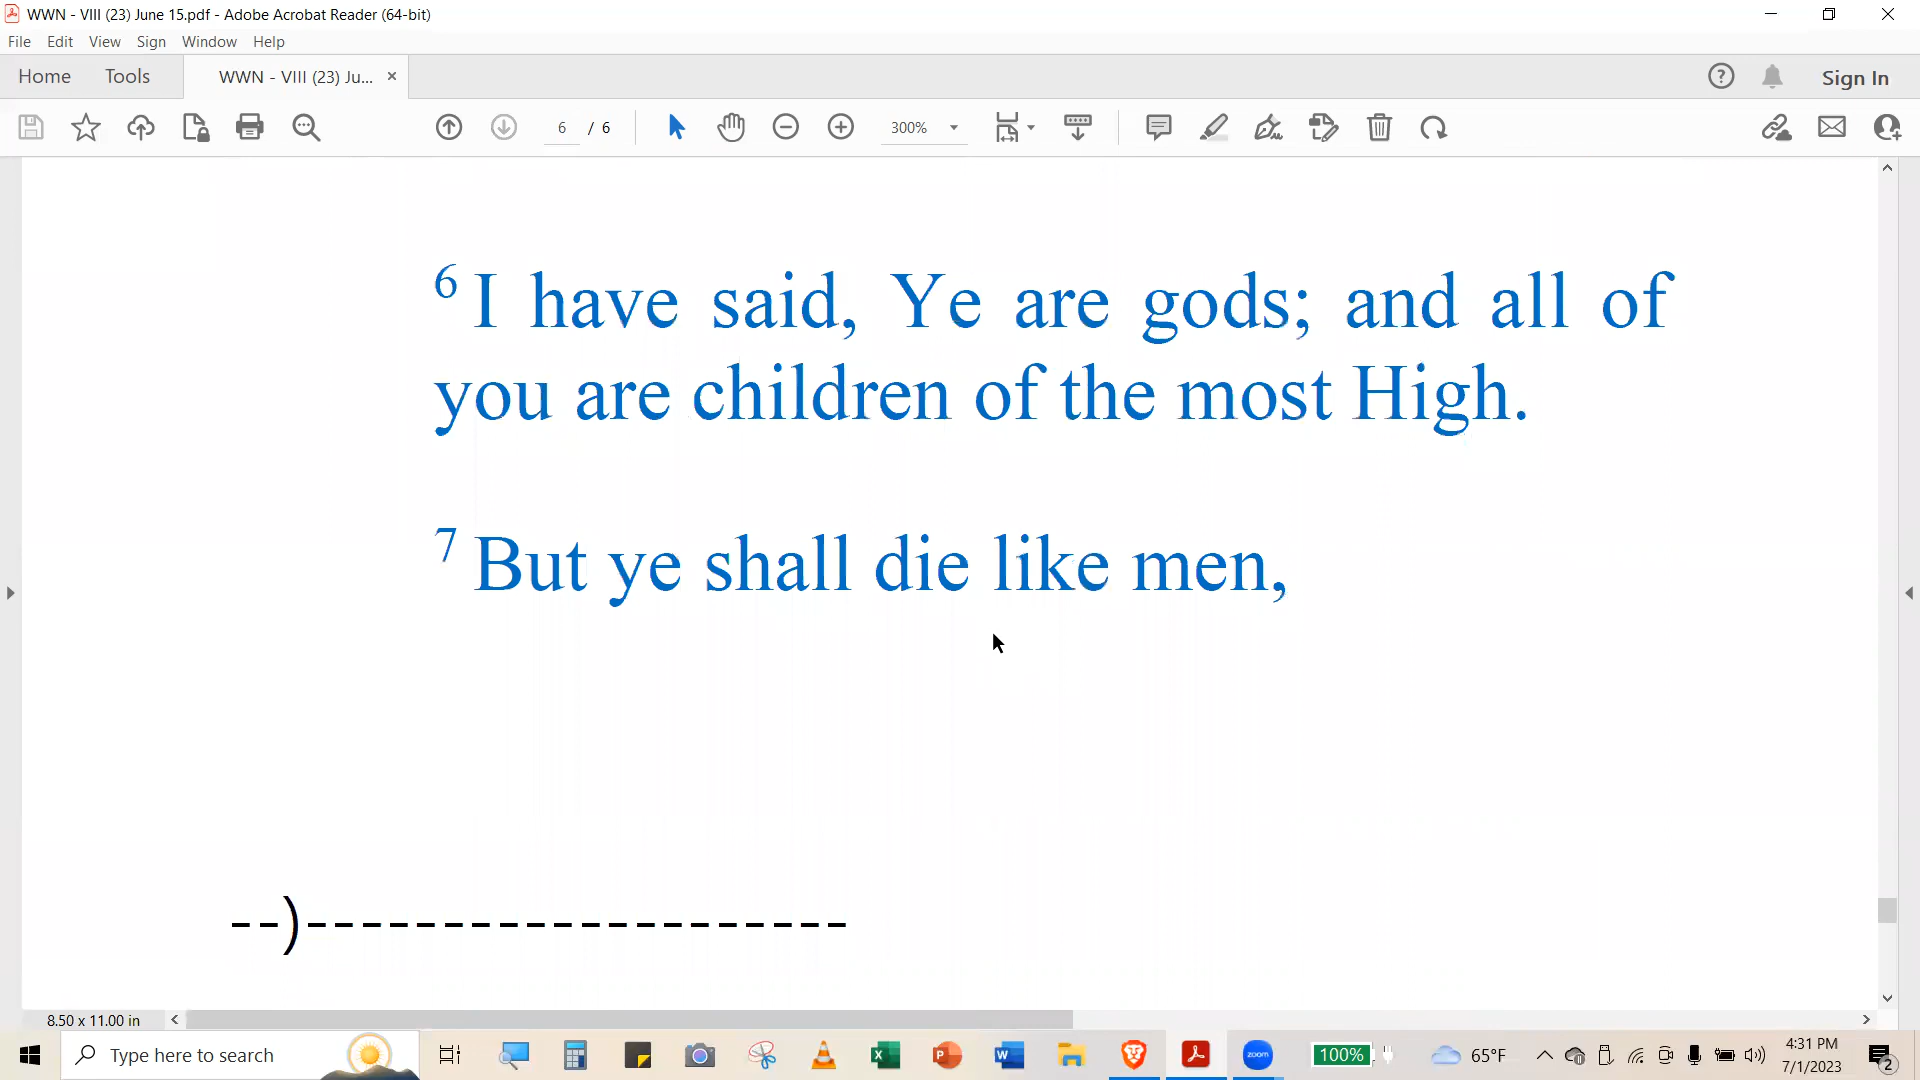 WWN - VIII (23) June 15.pdf - Adobe Acrobat Reader (64-bit)
File Edit View Sign Window Help
Home Tools WWN - VIII (23) Ju... × Sign In
6 / 6 300%
6 I have said, Ye are gods; and all of
you are children of the most High.
7 But ye shall die like men,
--)--------------------
8.50 x 11.00 in
Type here to search
zoom
100%
65°F
4:31 PM
7/1/2023
2